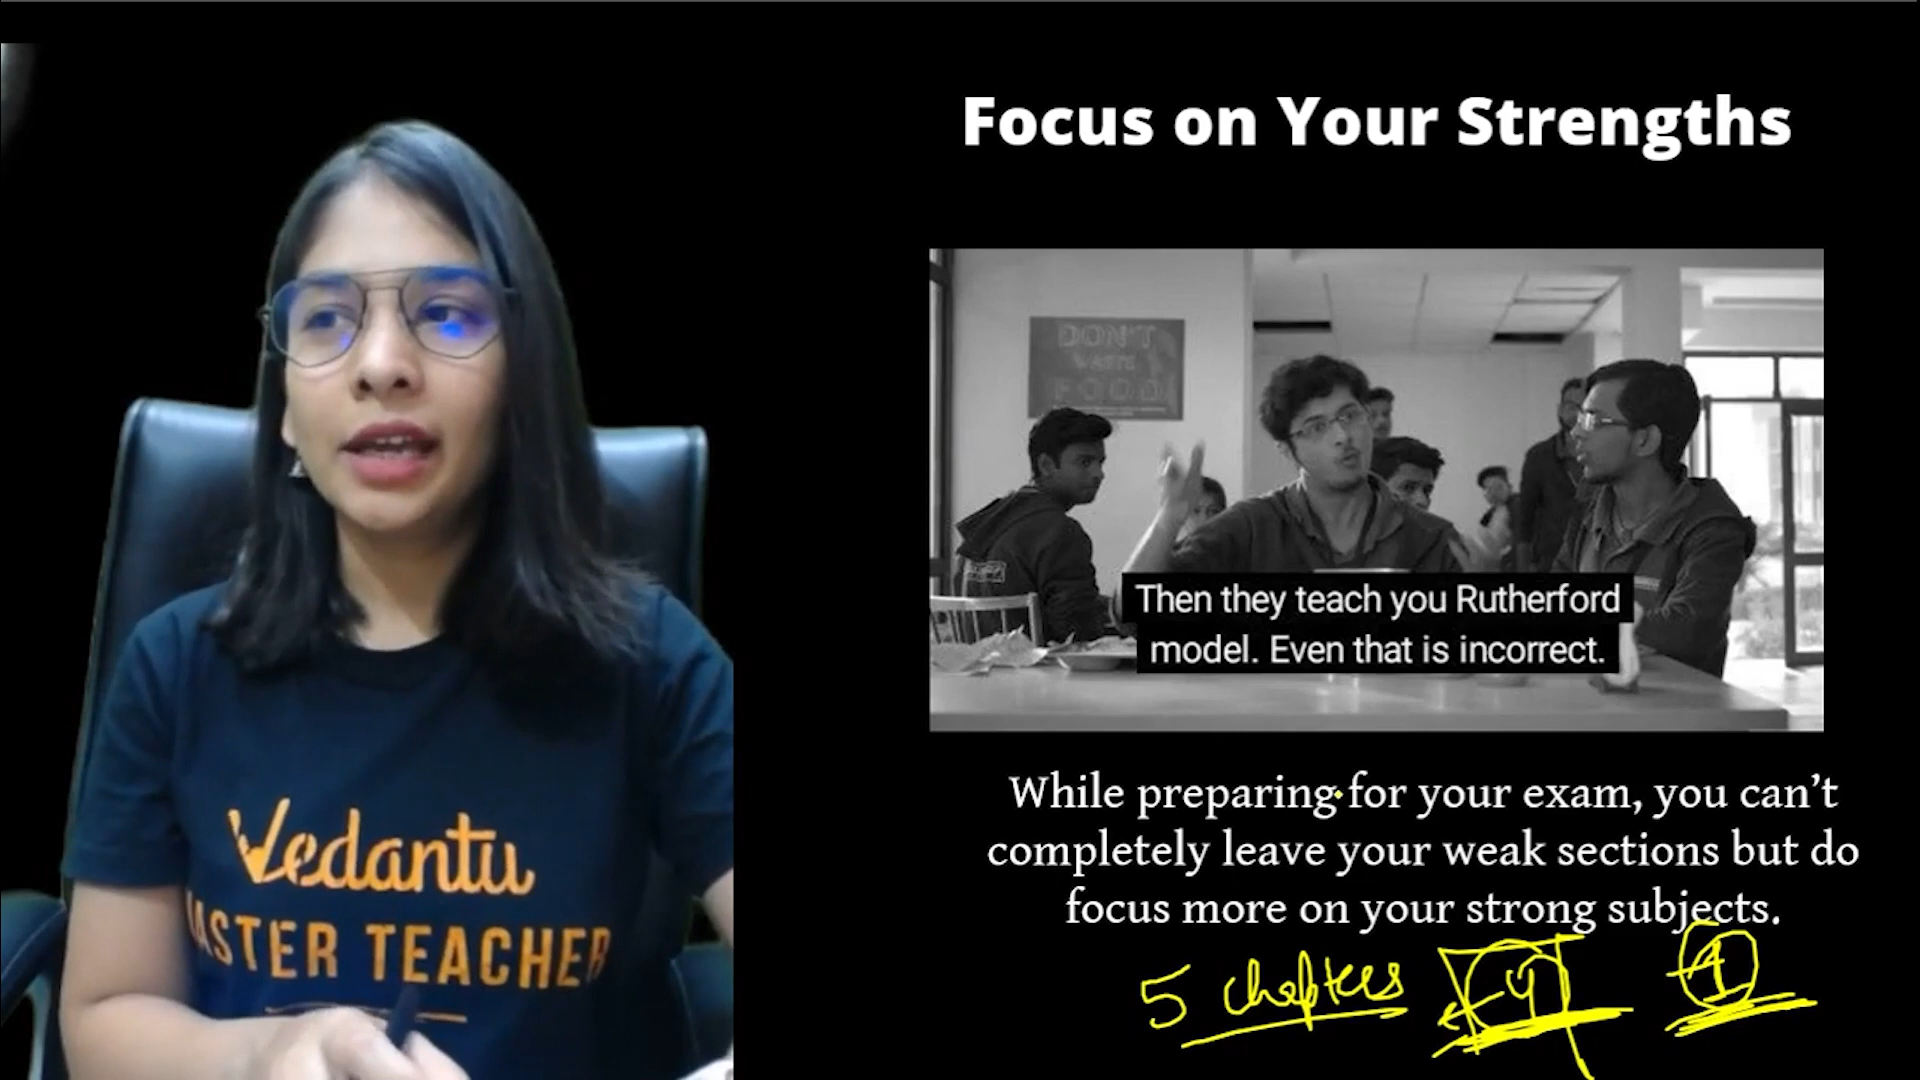 Focus on Your Strengths
DON'T
WASTE
FOOD
Then they teach you Rutherford
model. Even that is incorrect.
While preparing for your exam, you can't
completely leave your weak sections but do
focus more on your strong subjects.
5 chapters 4 1
Vedantu
ASTER TEACHER